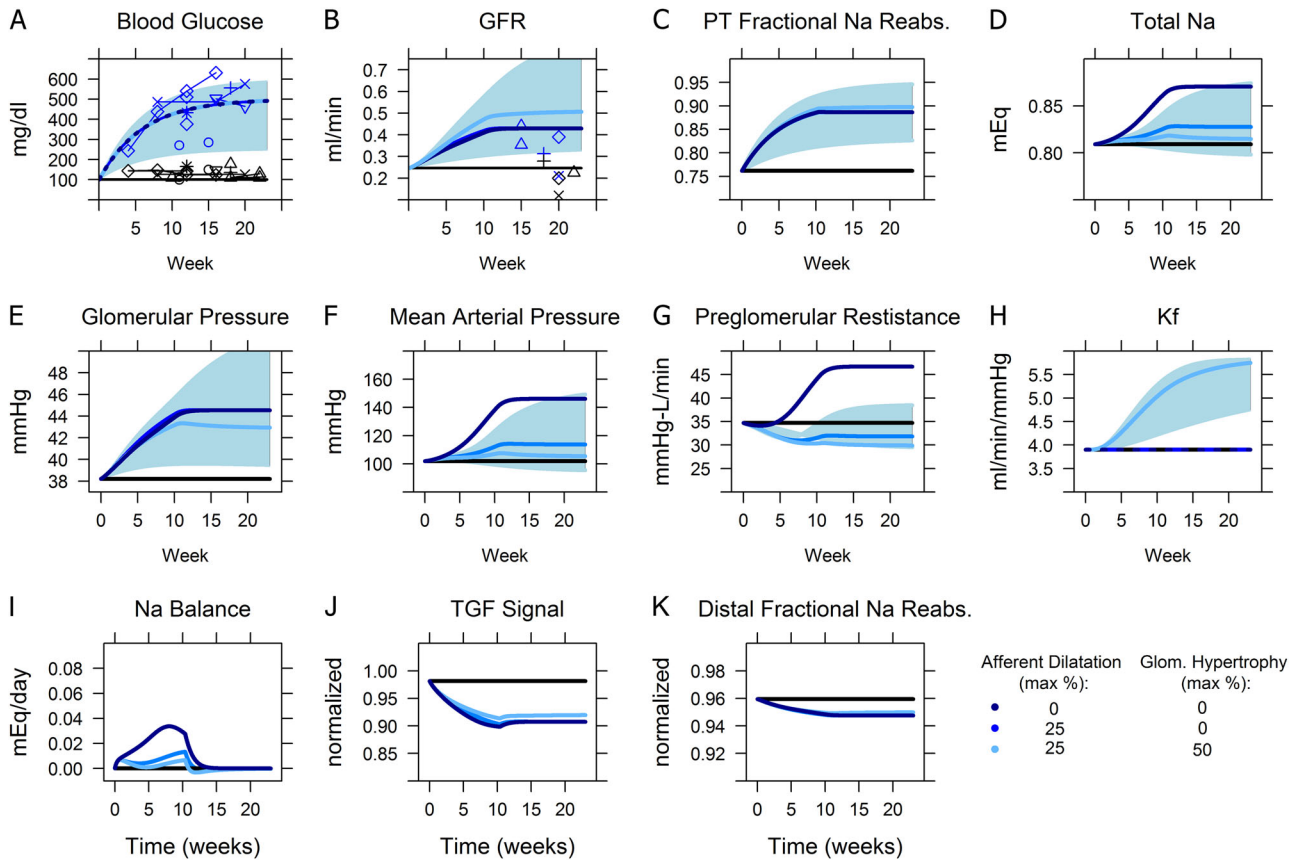 A Blood Glucose
mg/dl
600
500
400
300
200
100
5 10 15 20
Week
B GFR
ml/min
0.7
0.6
0.5
0.4
0.3
0.2
5 10 15 20
Week
C PT Fractional Na Reabs.
0.95
0.90
0.85
0.80
0.75
0 5 10 15 20
Week
D Total Na
mEq
0.85
0.80
0 5 10 15 20
Week
E Glomerular Pressure
mmHg
48
46
44
42
40
38
0 5 10 15 20
Week
F Mean Arterial Pressure
mmHg
160
140
120
100
0 5 10 15 20
Week
G Preglomerular Restistance
mmHg-L/min
45
40
35
30
25
0 5 10 15 20
Week
H Kf
ml/min/mmHg
5.5
5.0
4.5
4.0
3.5
0 5 10 15 20
Week
I Na Balance
mEq/day
0.08
0.06
0.04
0.02
0.00
0 5 10 15 20
Time (weeks)
J TGF Signal
normalized
1.00
0.95
0.90
0.85
0 5 10 15 20
Time (weeks)
K Distal Fractional Na Reabs.
normalized
0.98
0.96
0.94
0.92
0 5 10 15 20
Time (weeks)
Afferent Dilatation Glom. Hypertrophy
(max %): (max %):
0 0
25 0
25 50